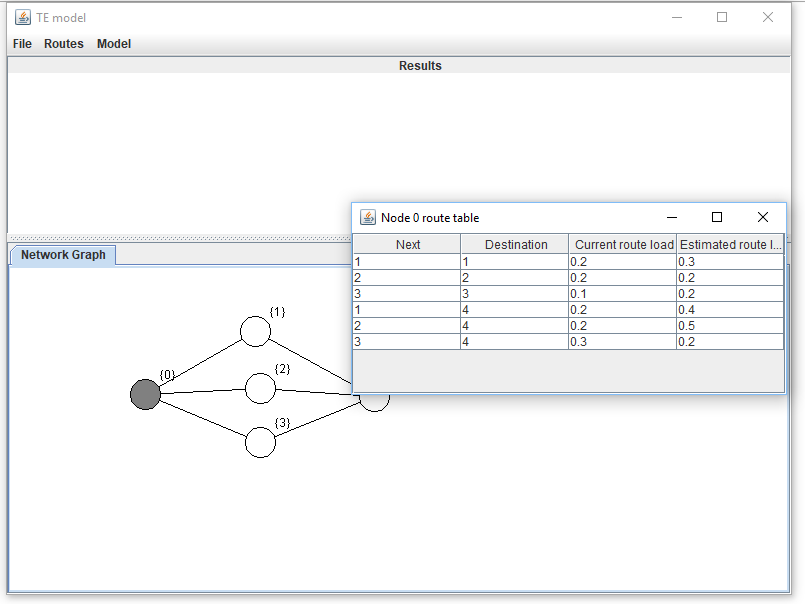 TE model
File Routes Model
Results
Node 0 route table
Next Destination Current route load Estimated route l...
1 1 0.2 0.3
2 2 0.2 0.2
3 3 0.1 0.2
1 4 0.2 0.4
2 4 0.2 0.5
3 4 0.3 0.2
Network Graph
{1}
{0}
{2}
{3}